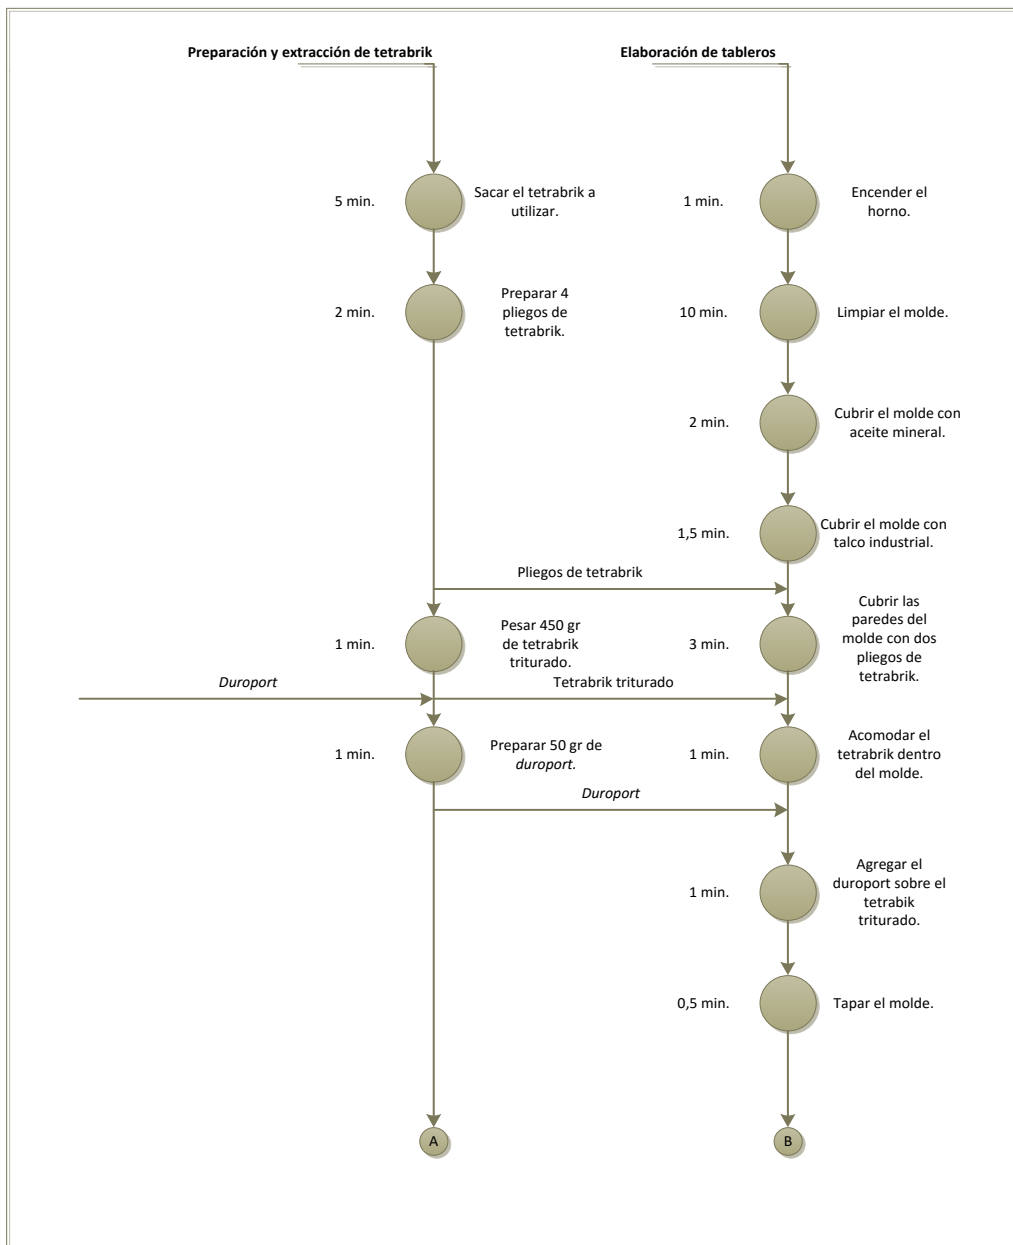 Preparación y extracción de tetrabrik
Elaboración de tableros
5 min.
Sacar el tetrabrik a
utilizar.
1 min.
Encender el
horno.
2 min.
Preparar 4
pliegos de
tetrabrik.
10 min.
Limpiar el molde.
2 min.
Cubrir el molde con
aceite mineral.
1,5 min.
Cubrir el molde con
talco industrial.
Pliegos de tetrabrik
1 min.
Pesar 450 gr
de tetrabrik
triturado.
3 min.
Cubrir las
paredes del
molde con dos
pliegos de
tetrabrik.
Duroport
Tetrabrik triturado
1 min.
Preparar 50 gr de
duroport.
1 min.
Acomodar el
tetrabrik dentro
del molde.
Duroport
1 min.
Agregar el
duroport sobre el
tetrabik
triturado.
0,5 min.
Tapar el molde.
A
B